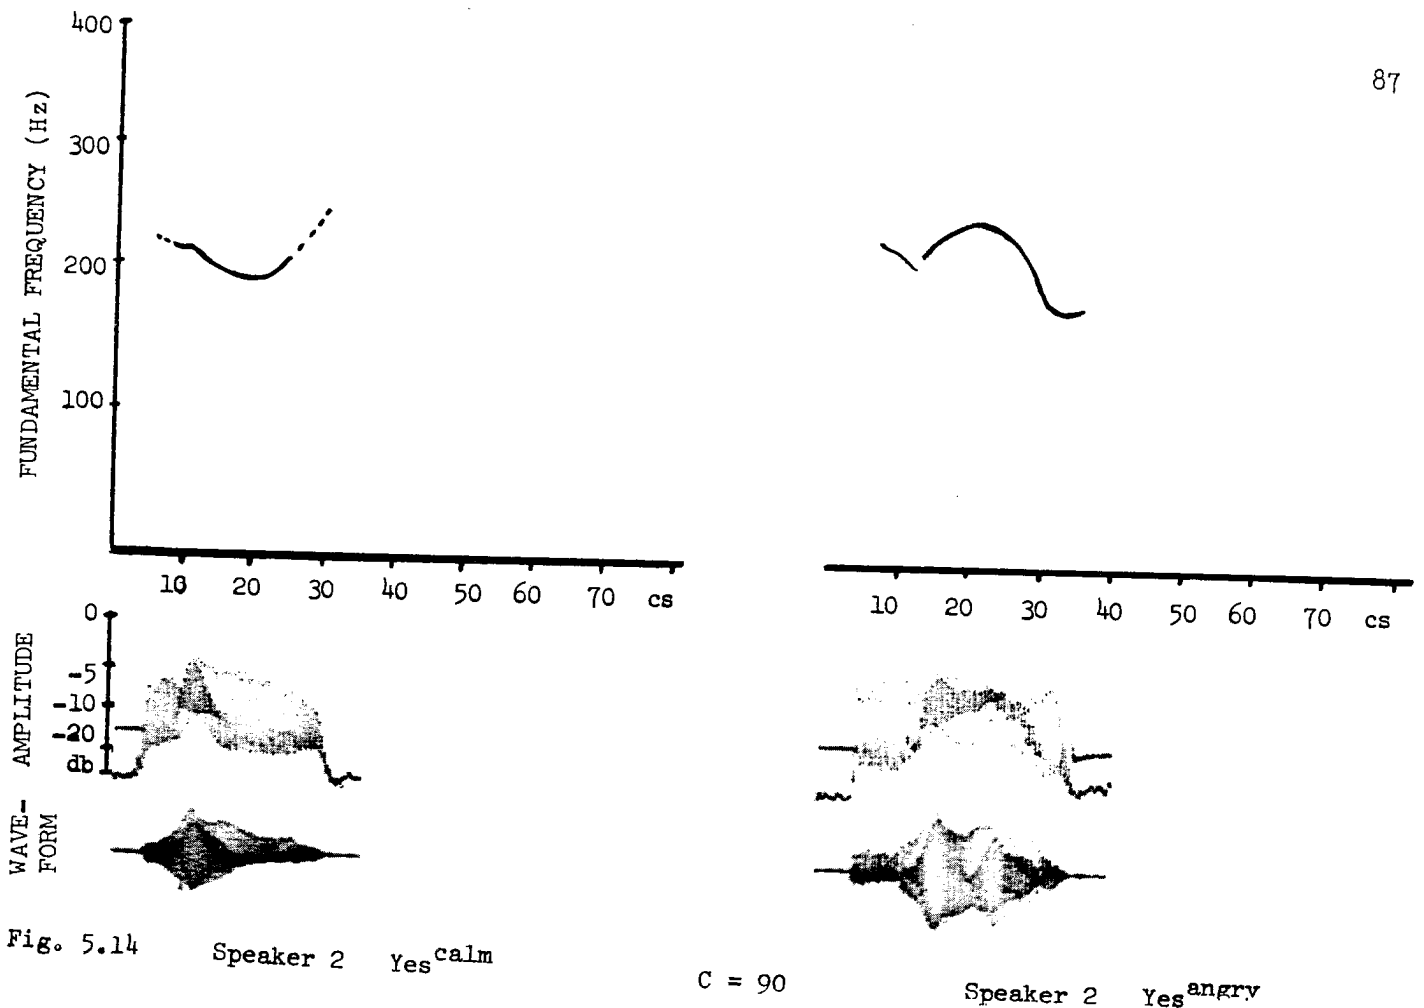 87
FUNDAMENTAL FREQUENCY (Hz)
400
300
200
100
10 20 30 40 50 60 70 cs
10 20 30 40 50 60 70 cs
AMPLITUDE
0
-5
-10
-20
db
WAVE-
FORM
Fig. 5.14 Speaker 2 Yes calm
C = 90
Speaker 2 Yes angry